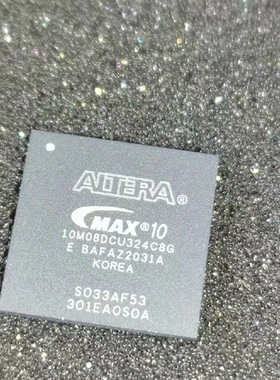 ALTERA®
MAX®10
10M08DCU324C8G
E BAFAZ2031A
KOREA
S033AF53
301EA0S0A